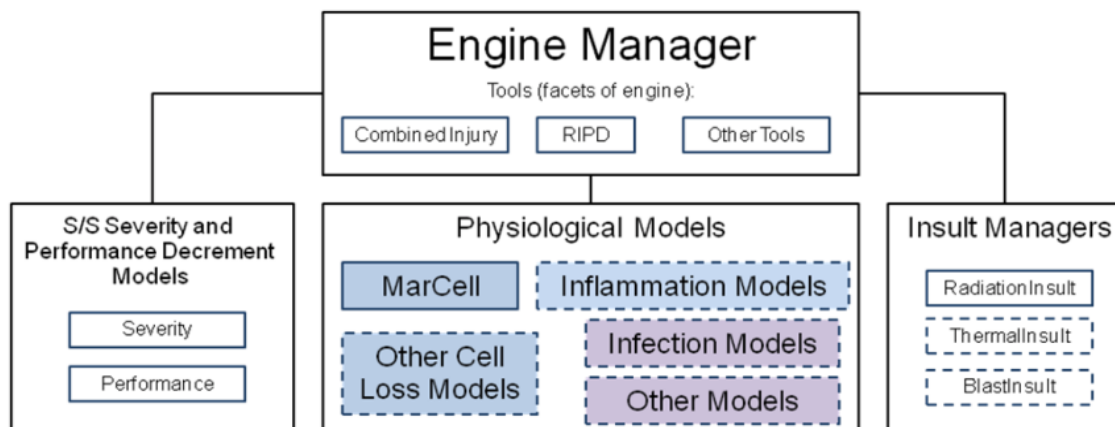 Engine Manager
Tools (facets of engine):
Combined Injury
RIPD
Other Tools
S/S Severity and
Performance Decrement
Models
Severity
Performance
Physiological Models
MarCell
Inflammation Models
Other Cell
Loss Models
Infection Models
Other Models
Insult Managers
RadiationInsult
ThermalInsult
BlastInsult